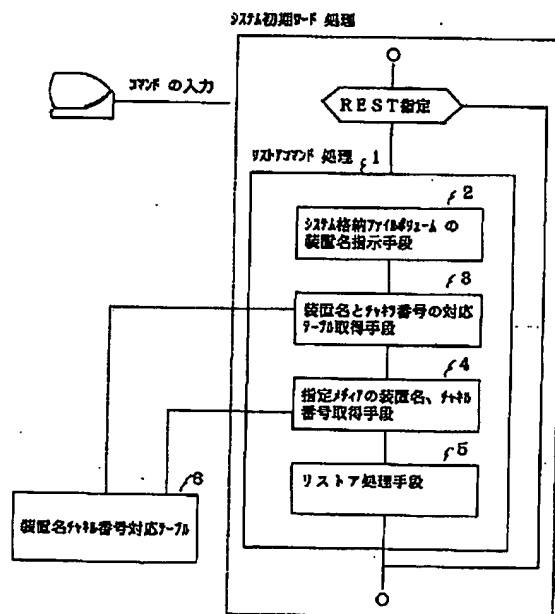 システム初期ロード 処理
コマンド の入力
REST指定
リストアコマンド 処理
1
2
システム格納ファイルボリューム の
装置名指示手段
3
装置名とチャネル番号の対応
テーブル取得手段
4
指定メディアの装置名、チャネル
番号取得手段
5
リストア処理手段
6
装置名チャネル番号対応テーブル